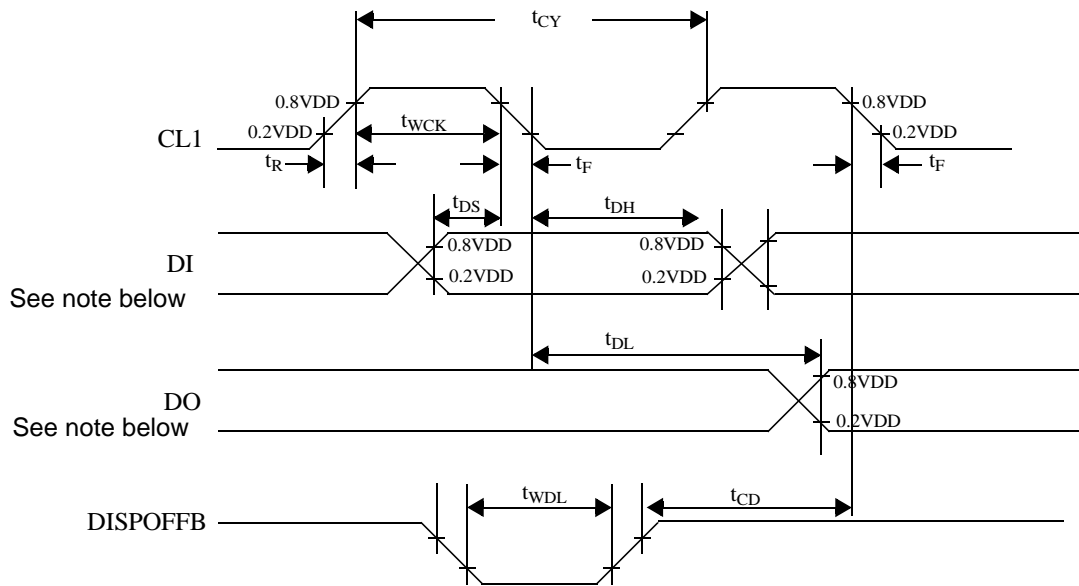 tCY
0.8VDD
0.8VDD
tWCK
CL1
0.2VDD
0.2VDD
tR
tF
tF
tDS
tDH
0.8VDD
0.8VDD
DI
0.2VDD
0.2VDD
See note below
tDL
DO
0.8VDD
See note below
0.2VDD
tWDL
tCD
DISPOFFB